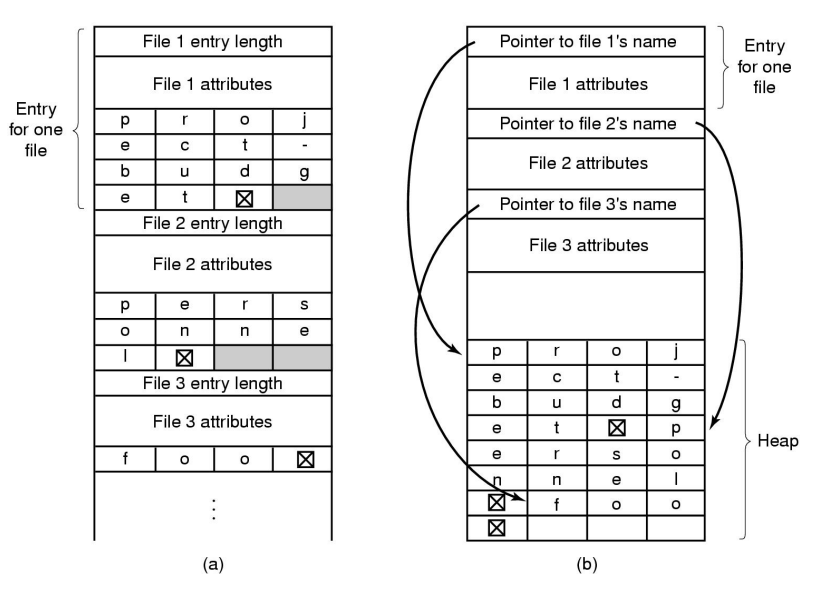 File 1 entry length
File 1 attributes
p r o j
e c t -
b u d g
e t
File 2 entry length
File 2 attributes
p e r s
o n n e
l
File 3 entry length
File 3 attributes
f o o
Entry
for one
file
(a)
Pointer to file 1's name
File 1 attributes
Pointer to file 2's name
File 2 attributes
Pointer to file 3's name
File 3 attributes
p r o j
e c t -
b u d g
e t p
e r s o
n n e l
f o o
Entry
for one
file
Heap
(b)